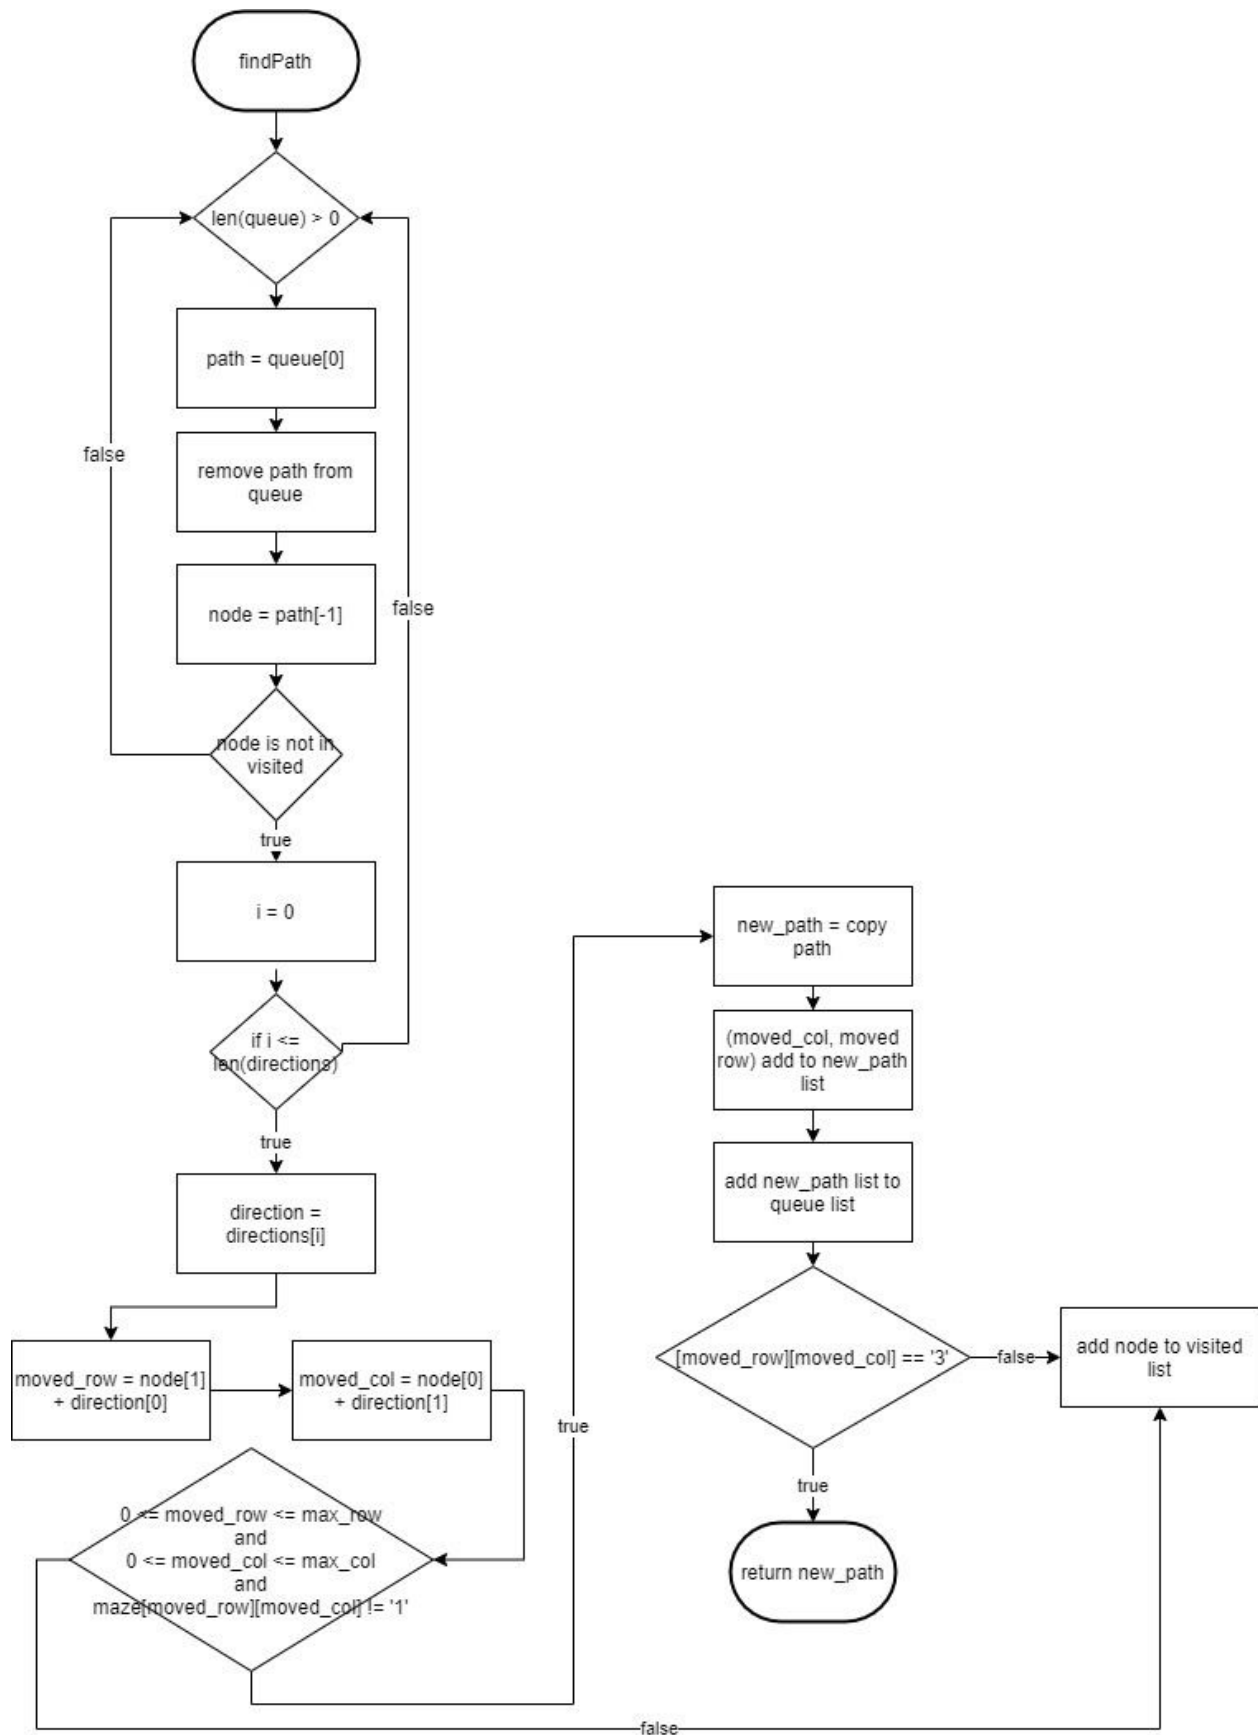 findPath
len(queue) > 0
path = queue[0]
remove path from
queue
false
node = path[-1]
false
node is not in
visited
true
i = 0
if i <=
len(directions)
true
direction =
directions[i]
moved_row = node[1]
+ direction[0]
moved_col = node[0]
+ direction[1]
0 <= moved_row <= max_row
and
0 <= moved_col <= max_col
and
maze[moved_row][moved_col] != '1'
true
false
new_path = copy
path
(moved_col, moved
row) add to new_path
list
add new_path list to
queue list
[moved_row][moved_col] == '3'
false
add node to visited
list
true
return new_path